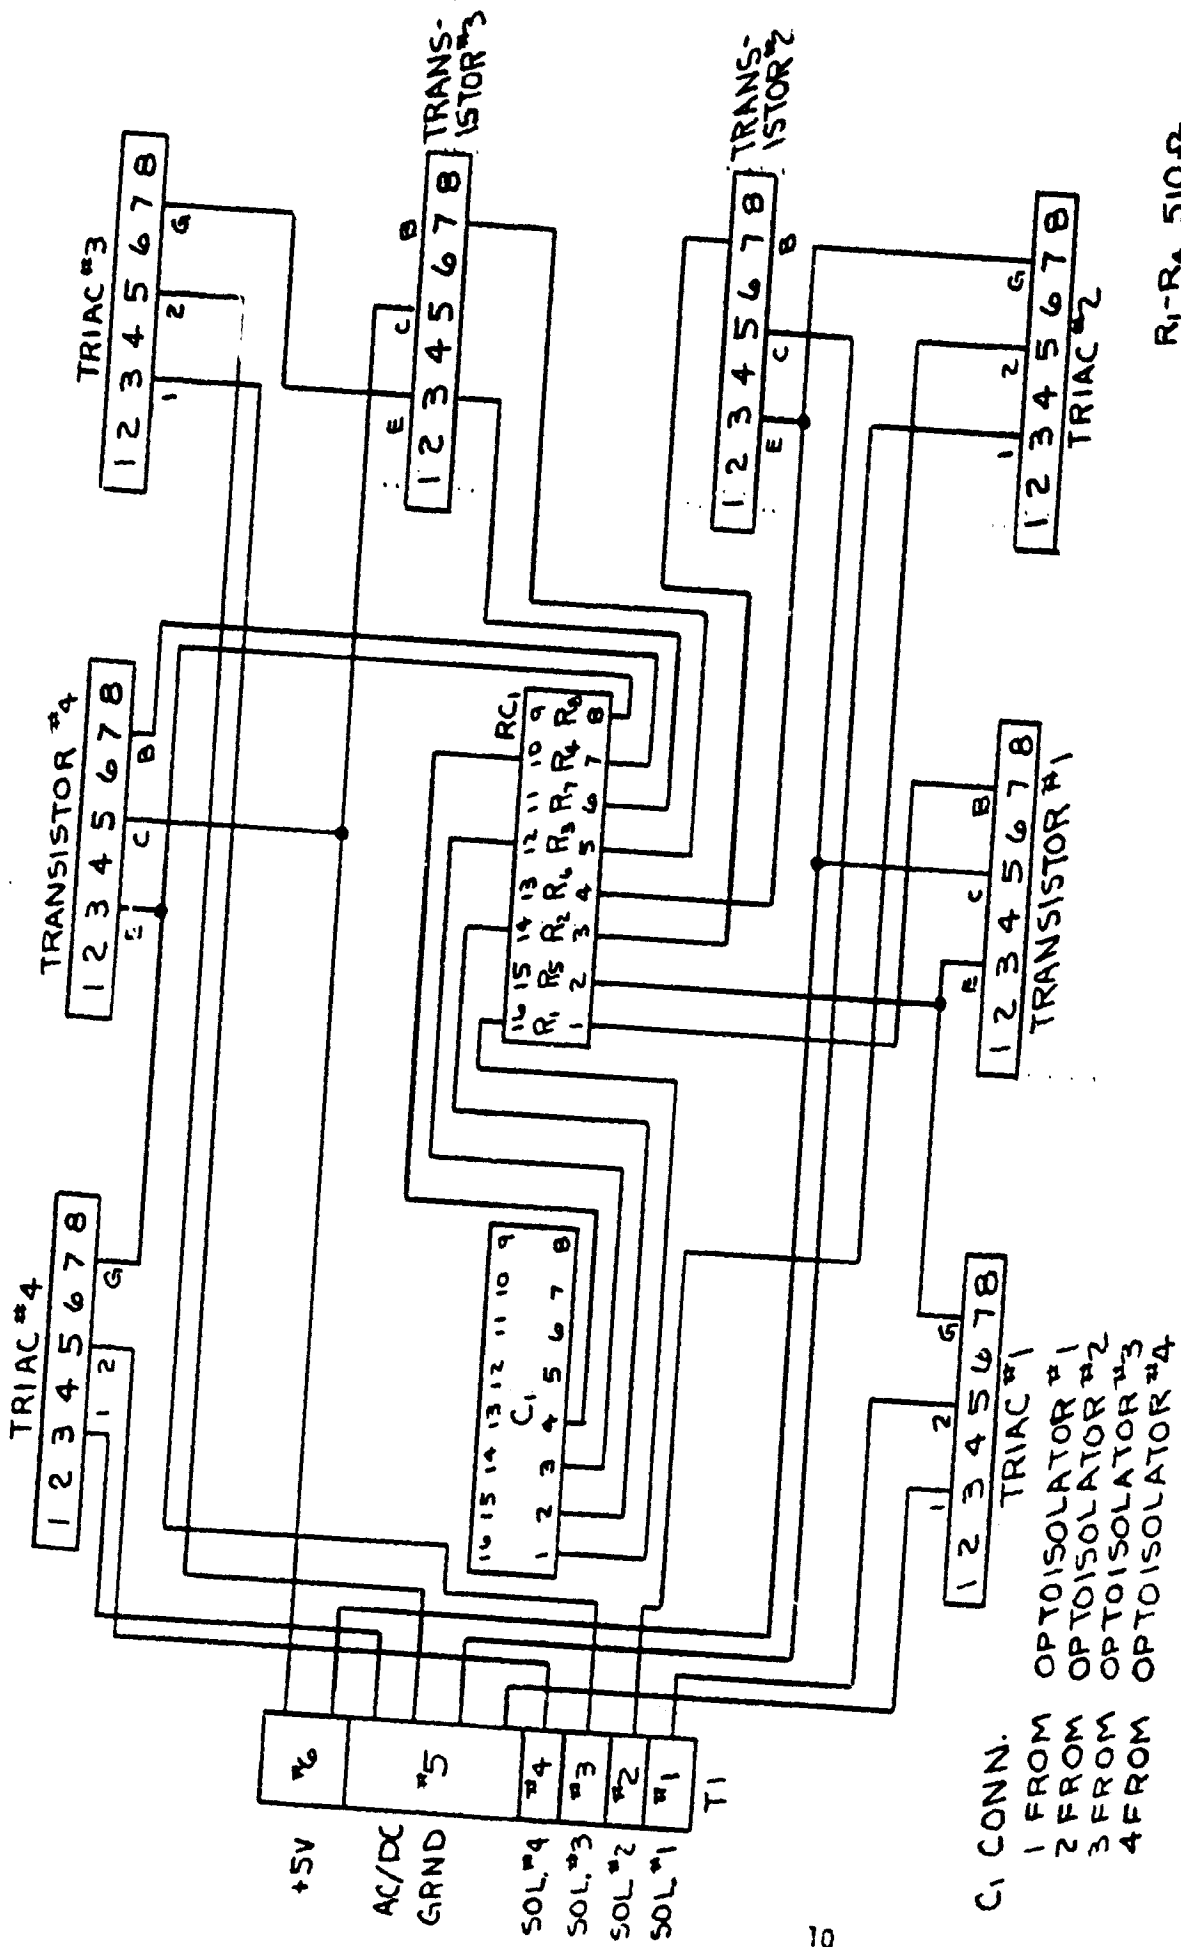 TRIAC #4
1 2 3 4 5 6 7 8
1 2 G
TRANSISTOR #4
1 2 3 4 5 6 7 8
E C B
TRIAC #3
1 2 3 4 5 6 7 8
1 2 G
TRANS-
ISTOR #3
E C B
1 2 3 4 5 6 7 8
TRANS-
ISTOR #2
1 2 3 4 5 6 7 8
E C B
1 2 G
1 2 3 4 5 6 7 8
TRIAC #2
RC1
16 15 14 13 12 11 10 9
R1 R5 R2 R6 R3 R7 R4 R8
1 2 3 4 5 6 7 8
16 15 14 13 12 11 10 9
C1
1 2 3 4 5 6 7 8
E C B
1 2 3 4 5 6 7 8
TRANSISTOR #1
1 2 G
1 2 3 4 5 6 7 8
TRIAC #1
+5V #6
AC/DC #5
GRND
SOL. #4 #4
SOL. #3 #3
SOL #2 #2
SOL #1 #1
T1
C1 CONN.
1 FROM OPTOISOLATOR #1
2 FROM OPTOISOLATOR #2
3 FROM OPTOISOLATOR #3
4 FROM OPTOISOLATOR #4
R1-R4 510Ω
10